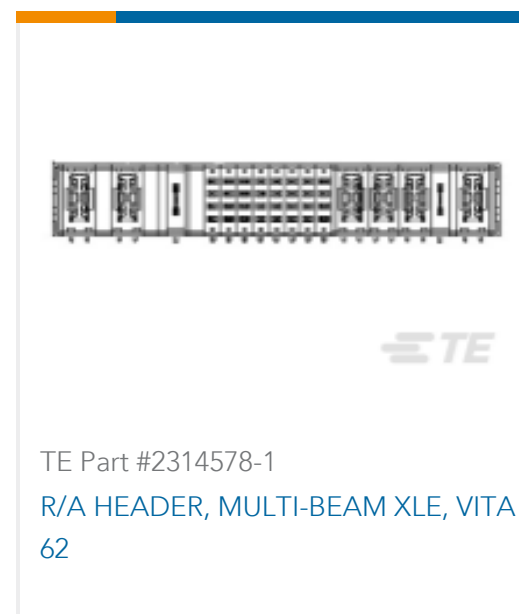 TE
TE Part #2314578-1
R/A HEADER, MULTI-BEAM XLE, VITA
62